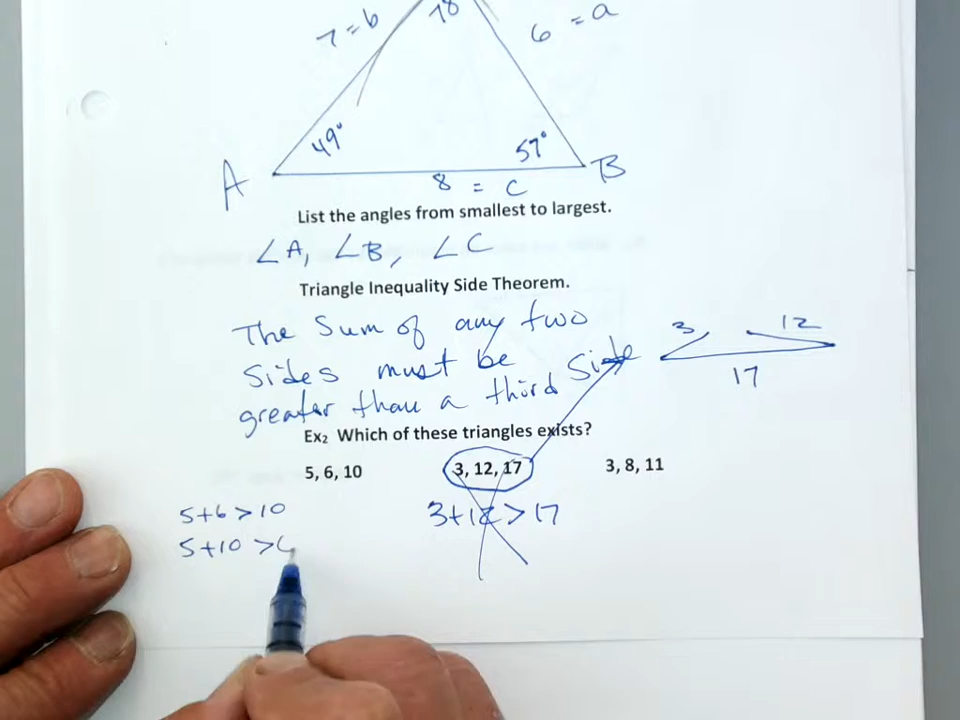 7 = b 78 6 = a
49° 57°
A 8 = C B
List the angles from smallest to largest.
∠A, ∠B, ∠C
Triangle Inequality Side Theorem.
The Sum of any two
sides must be
greater than a third Side
3 12
17
Ex₂ Which of these triangles exists?
5, 6, 10 3, 12, 17 3, 8, 11
5+6>10 3+12>17
5+10 >